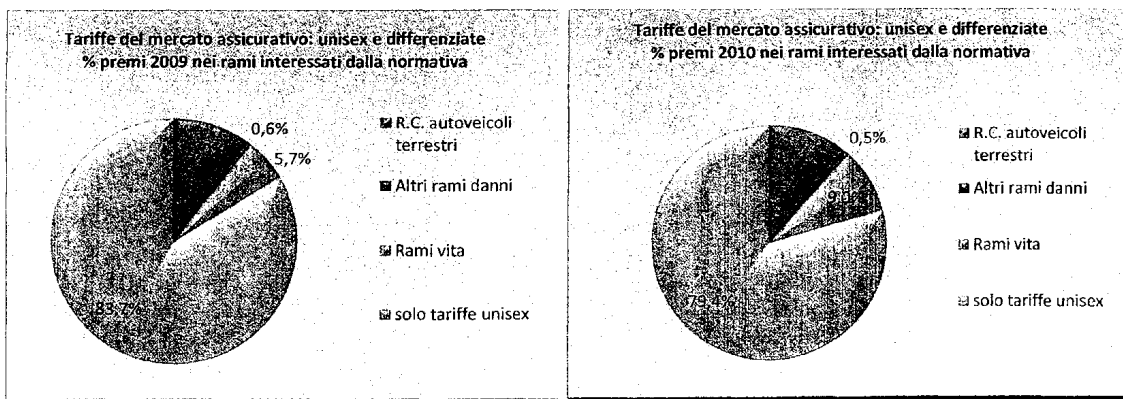 Tariffe del mercato assicurativo: unisex e differenziate
% premi 2009 nei rami interessati dalla normativa
0,6%
5,7%
83,7%
R.C. autoveicoli
terrestri
Altri rami danni
Rami vita
solo tariffe unisex
Tariffe del mercato assicurativo: unisex e differenziate
% premi 2010 nei rami interessati dalla normativa
0,5%
79,4%
R.C. autoveicoli
terrestri
Altri rami danni
Rami vita
solo tariffe unisex